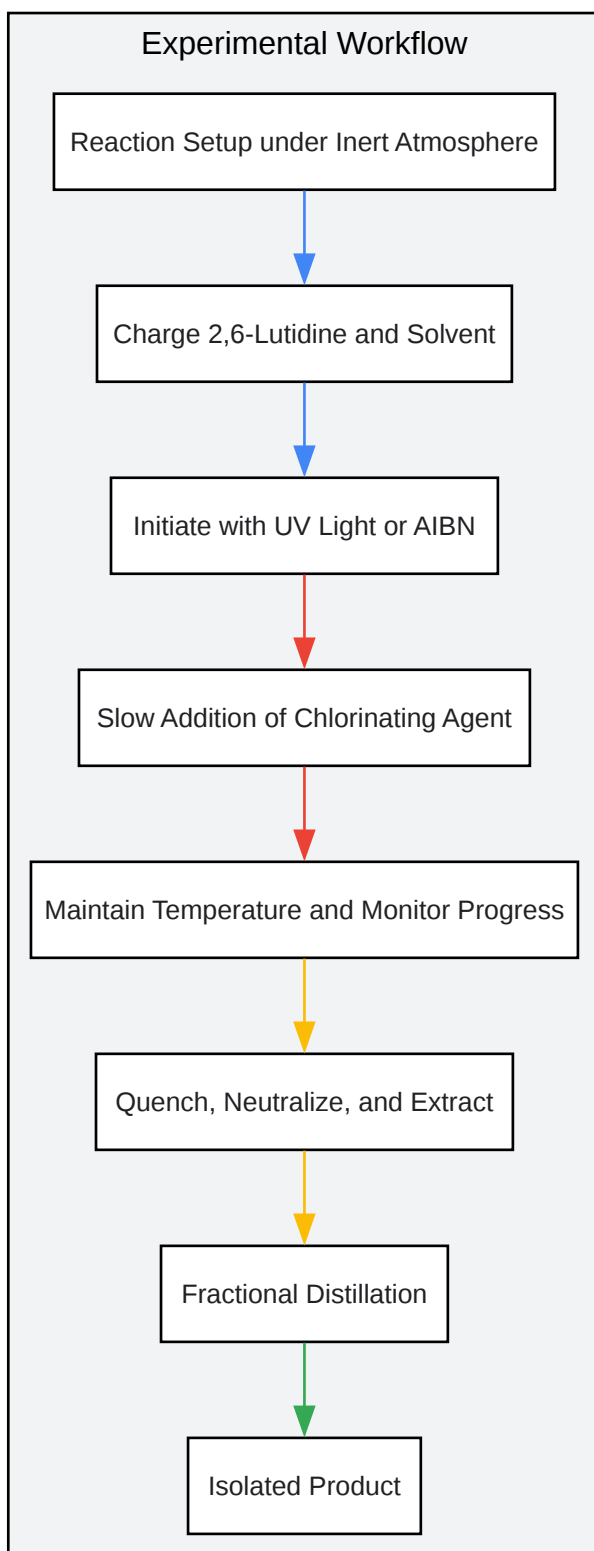 Experimental Workflow
Reaction Setup under Inert Atmosphere
Charge 2,6-Lutidine and Solvent
Initiate with UV Light or AIBN
Slow Addition of Chlorinating Agent
Maintain Temperature and Monitor Progress
Quench, Neutralize, and Extract
Fractional Distillation
Isolated Product